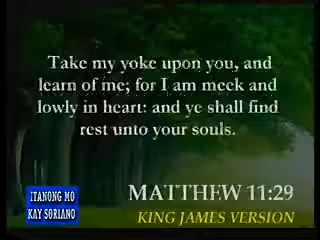 Take my yoke upon you, and
learn of me; for I am meek and
lowly in heart: and ye shall find
rest unto your souls.
MATTHEW 11:29
ITANONG MO
KAY SORIANO
KING JAMES VERSION